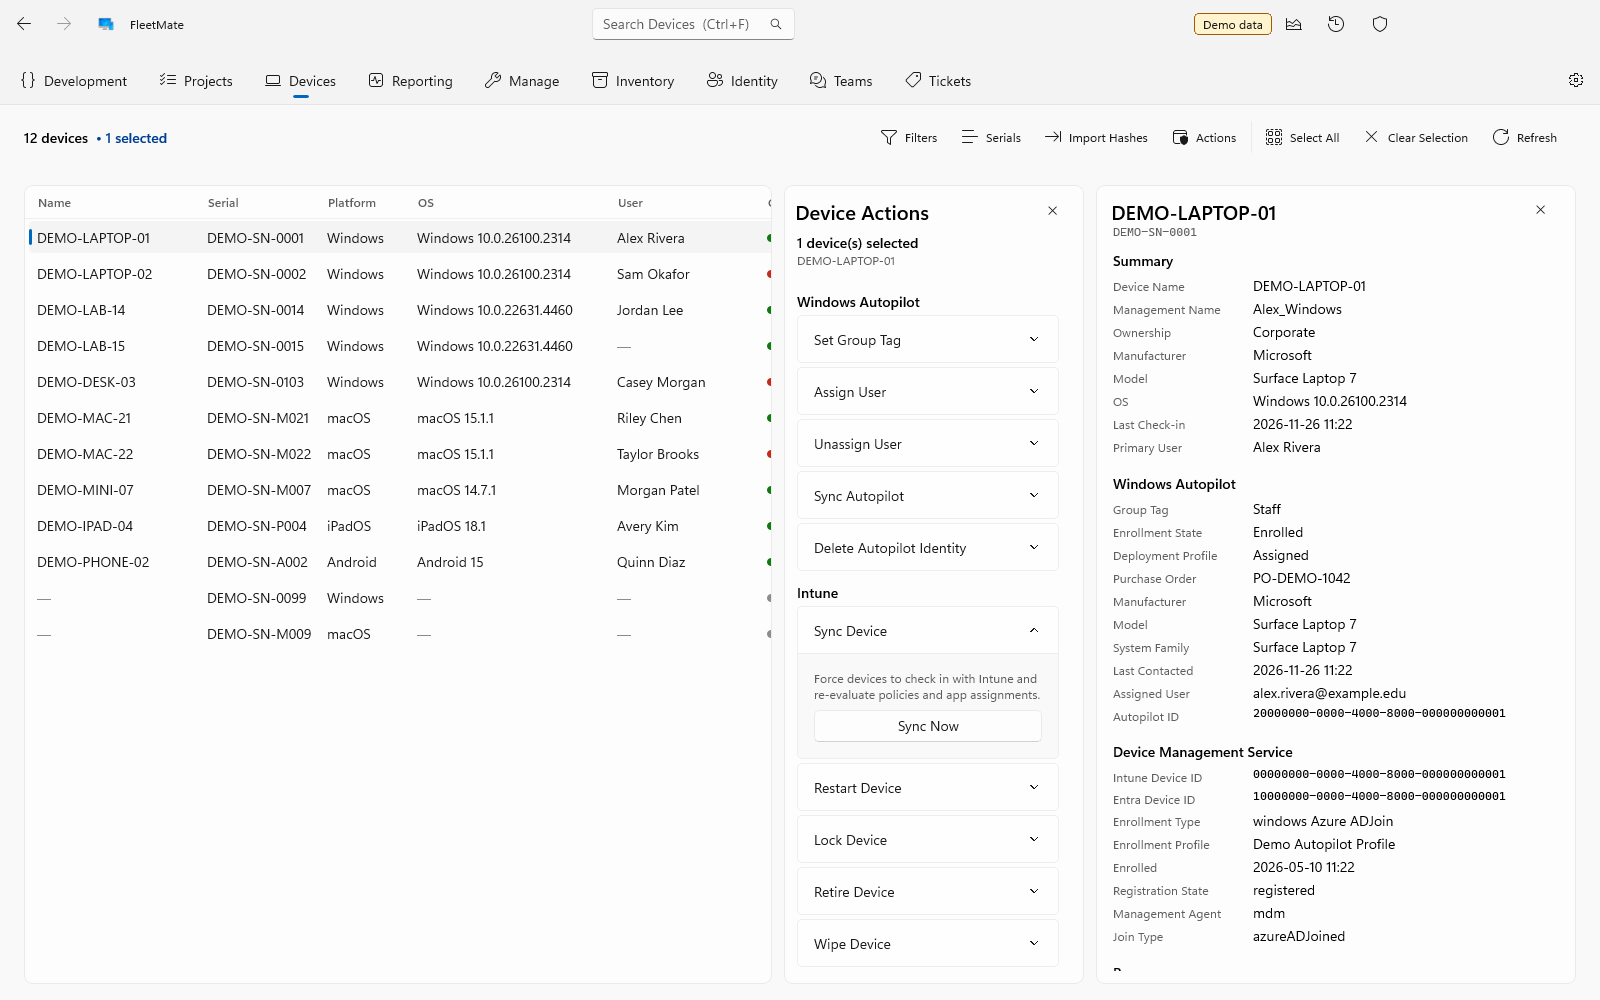 FleetMate
Search Devices (Ctrl+F)
Demo data
Development
Projects
Devices
Reporting
Manage
Inventory
Identity
Teams
Tickets
12 devices • 1 selected
Filters
Serials
Import Hashes
Actions
Select All
Clear Selection
Refresh
Name Serial Platform OS User
DEMO-LAPTOP-01 DEMO-SN-0001 Windows Windows 10.0.26100.2314 Alex Rivera
DEMO-LAPTOP-02 DEMO-SN-0002 Windows Windows 10.0.26100.2314 Sam Okafor
DEMO-LAB-14 DEMO-SN-0014 Windows Windows 10.0.22631.4460 Jordan Lee
DEMO-LAB-15 DEMO-SN-0015 Windows Windows 10.0.22631.4460 —
DEMO-DESK-03 DEMO-SN-0103 Windows Windows 10.0.26100.2314 Casey Morgan
DEMO-MAC-21 DEMO-SN-M021 macOS macOS 15.1.1 Riley Chen
DEMO-MAC-22 DEMO-SN-M022 macOS macOS 15.1.1 Taylor Brooks
DEMO-MINI-07 DEMO-SN-M007 macOS macOS 14.7.1 Morgan Patel
DEMO-IPAD-04 DEMO-SN-P004 iPadOS iPadOS 18.1 Avery Kim
DEMO-PHONE-02 DEMO-SN-A002 Android Android 15 Quinn Diaz
— DEMO-SN-0099 Windows — —
— DEMO-SN-M009 macOS — —
Device Actions
1 device(s) selected
DEMO-LAPTOP-01
Windows Autopilot
Set Group Tag
Assign User
Unassign User
Sync Autopilot
Delete Autopilot Identity
Intune
Sync Device
Force devices to check in with Intune and
re-evaluate policies and app assignments.
Sync Now
Restart Device
Lock Device
Retire Device
Wipe Device
DEMO-LAPTOP-01
DEMO-SN-0001
Summary
Device Name DEMO-LAPTOP-01
Management Name Alex_Windows
Ownership Corporate
Manufacturer Microsoft
Model Surface Laptop 7
OS Windows 10.0.26100.2314
Last Check-in 2026-11-26 11:22
Primary User Alex Rivera
Windows Autopilot
Group Tag Staff
Enrollment State Enrolled
Deployment Profile Assigned
Purchase Order PO-DEMO-1042
Manufacturer Microsoft
Model Surface Laptop 7
System Family Surface Laptop 7
Last Contacted 2026-11-26 11:22
Assigned User alex.rivera@example.edu
Autopilot ID 20000000-0000-4000-8000-000000000001
Device Management Service
Intune Device ID 00000000-0000-4000-8000-000000000001
Entra Device ID 10000000-0000-4000-8000-000000000001
Enrollment Type windows Azure ADJoin
Enrollment Profile Demo Autopilot Profile
Enrolled 2026-05-10 11:22
Registration State registered
Management Agent mdm
Join Type azureADJoined